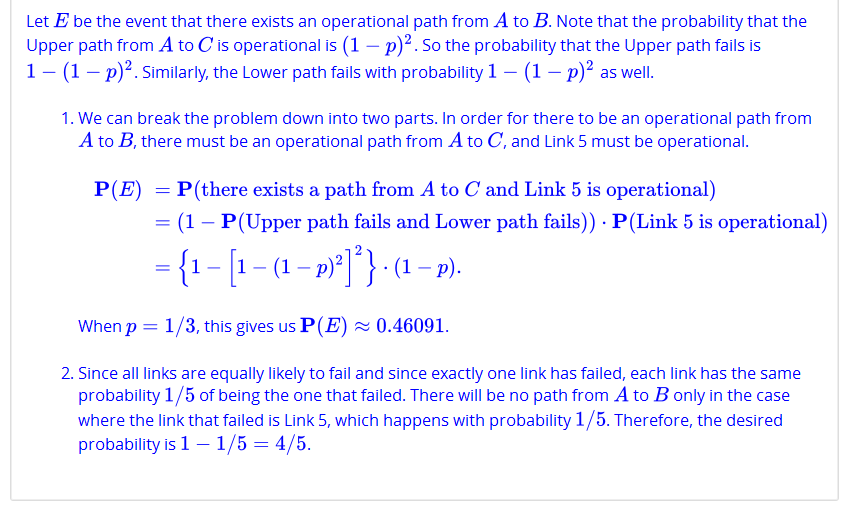 Let E be the event that there exists an operational path from A to B. Note that the probability that the
Upper path from A to C is operational is (1 − p)². So the probability that the Upper path fails is
1 − (1 − p)². Similarly, the Lower path fails with probability 1 − (1 − p)² as well.
1. We can break the problem down into two parts. In order for there to be an operational path from
A to B, there must be an operational path from A to C, and Link 5 must be operational.
P(E) = P(there exists a path from A to C and Link 5 is operational)
= (1 − P(Upper path fails and Lower path fails)) · P(Link 5 is operational)
= {1 − [1 − (1 − p)²]²} · (1 − p).
When p = 1/3, this gives us P(E) ≈ 0.46091.
2. Since all links are equally likely to fail and since exactly one link has failed, each link has the same
probability 1/5 of being the one that failed. There will be no path from A to B only in the case
where the link that failed is Link 5, which happens with probability 1/5. Therefore, the desired
probability is 1 − 1/5 = 4/5.